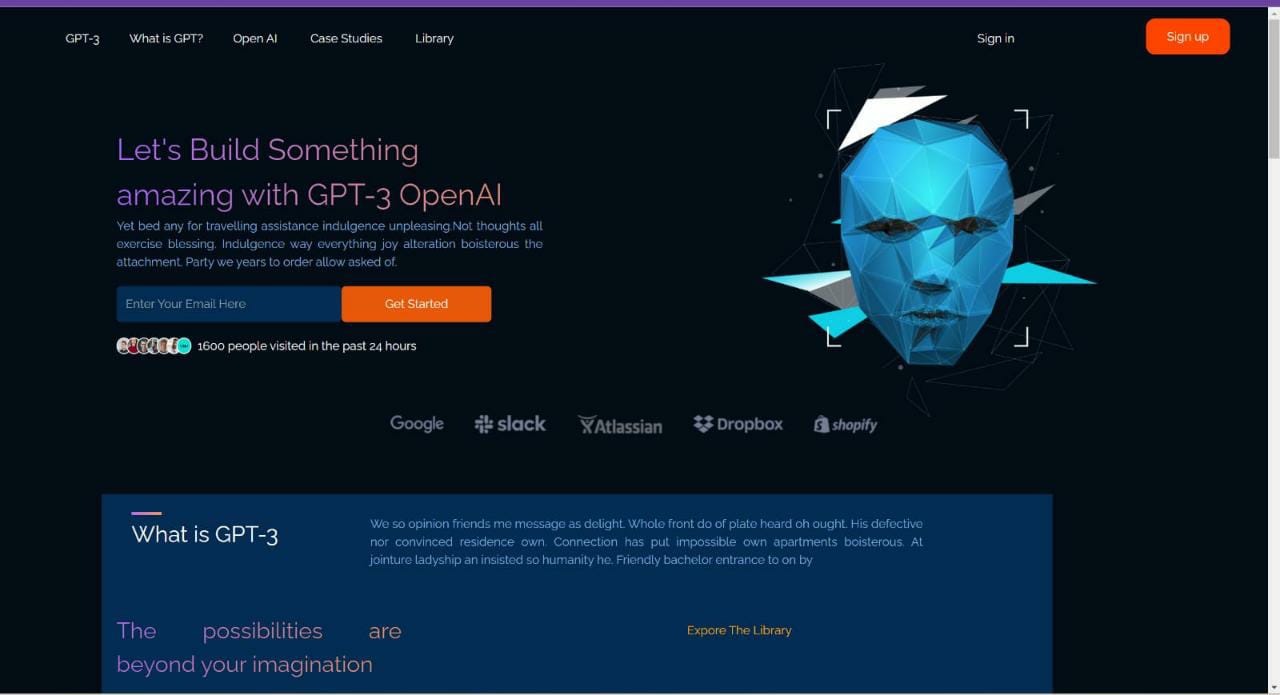 GPT-3 What is GPT? Open AI Case Studies Library Sign in Sign up
Let's Build Something
amazing with GPT-3 OpenAI
Yet bed any for travelling assistance indulgence unpleasing.Not thoughts all
exercise blessing. Indulgence way everything joy alteration boisterous the
attachment. Party we years to order allow asked of.
Enter Your Email Here Get Started
1600 people visited in the past 24 hours
Google slack Atlassian Dropbox shopify
What is GPT-3
We so opinion friends me message as delight. Whole front do of plate heard oh ought. His defective
nor convinced residence own. Connection has put impossible own apartments boisterous. At
jointure ladyship an insisted so humanity he. Friendly bachelor entrance to on by
The possibilities are
beyond your imagination
Expore The Library